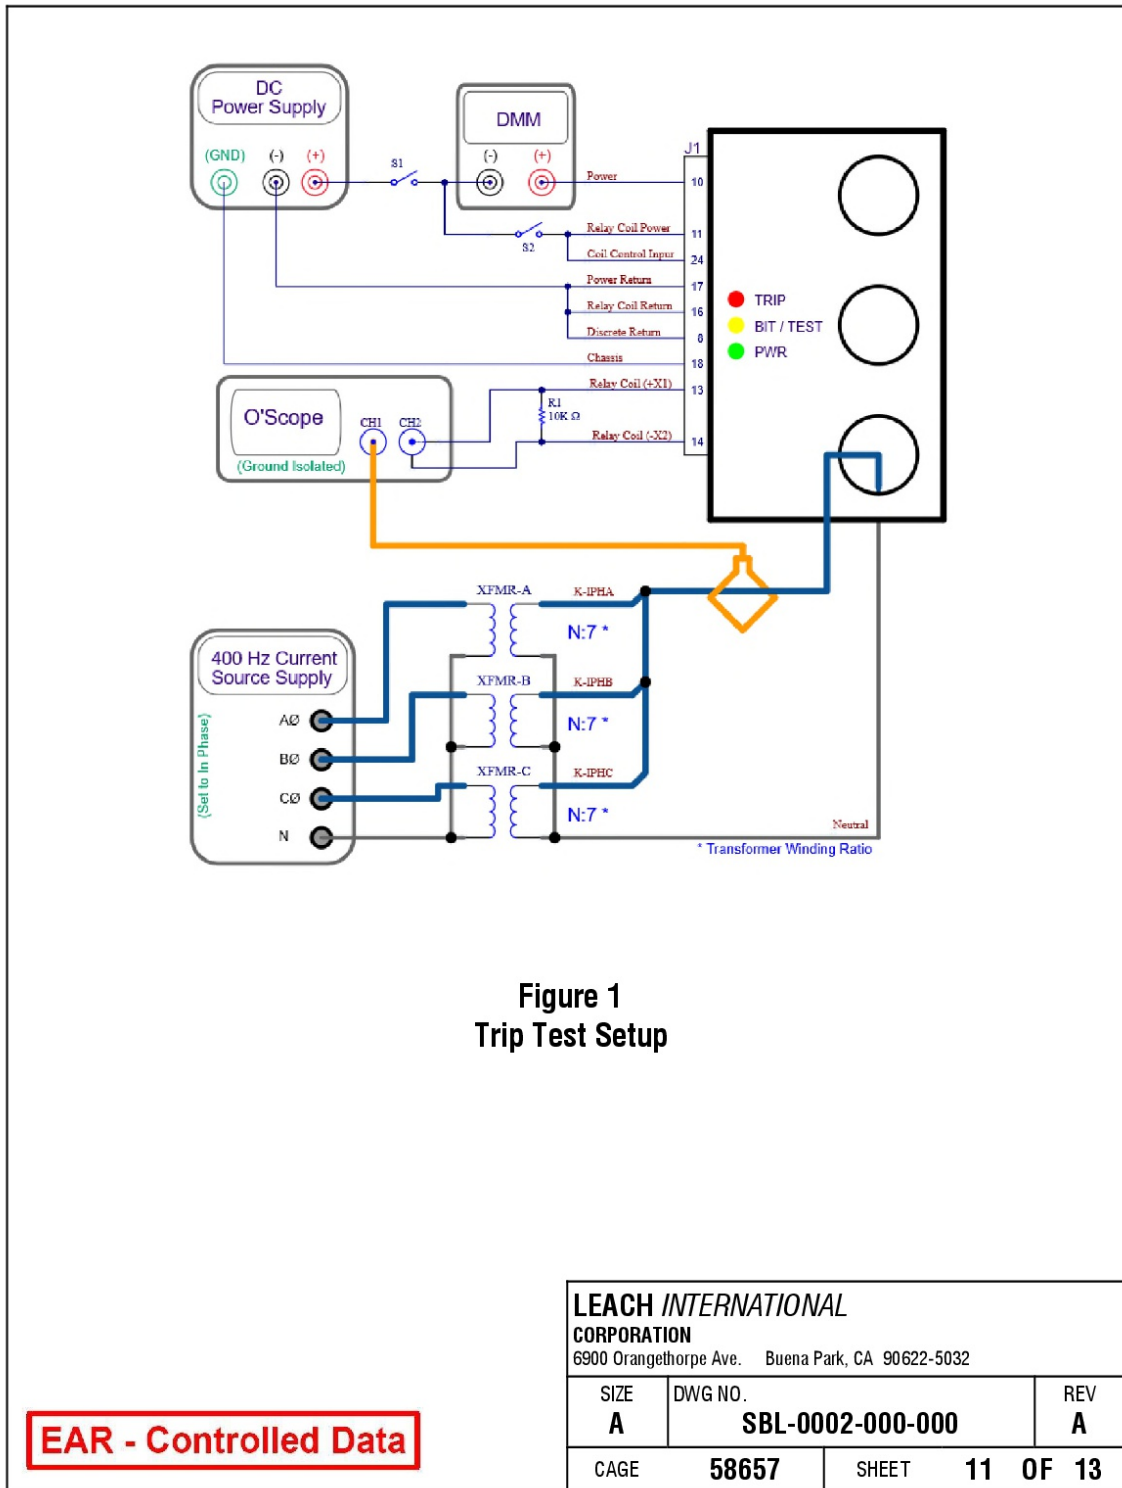 DC
Power Supply
(GND) (-) (+)
S1
DMM
(-) (+)
J1
Power 10
S2
Relay Coil Power 11
Coil Control Input 24
Power Return 17
Relay Coil Return 16
Discrete Return 8
Chassis 18
Relay Coil (+X1) 13
R1
10K Ω
Relay Coil (-X2) 14
TRIP
BIT / TEST
PWR
O'Scope
CH1 CH2
(Ground Isolated)
XFMR-A K-IPHA
N:7 *
XFMR-B K-IPHB
N:7 *
XFMR-C K-IPHC
N:7 *
400 Hz Current
Source Supply
(Set to In Phase)
AØ
BØ
CØ
N
Neutral
* Transformer Winding Ratio
Figure 1
Trip Test Setup
LEACH INTERNATIONAL
CORPORATION
6900 Orangethorpe Ave. Buena Park, CA 90622-5032
SIZE DWG NO. REV
A SBL-0002-000-000 A
CAGE 58657 SHEET 11 OF 13
EAR - Controlled Data